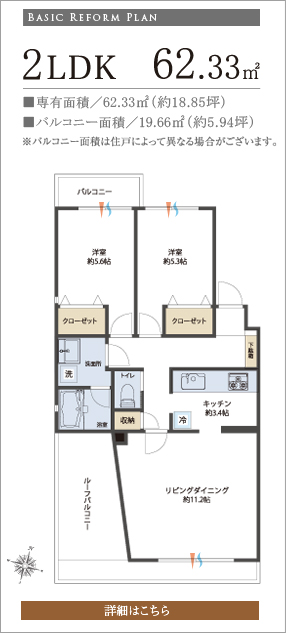 BASIC REFORM PLAN
2LDK 62.33㎡
■専有面積／62.33㎡（約18.85坪）
■バルコニー面積／19.66㎡（約5.94坪）
※バルコニー面積は住戸によって異なる場合がございます。
バルコニー
洋室
約5.6帖
洋室
約5.3帖
クローゼット
クローゼット
下駄箱
洗面所
洗
トイレ
キッチン
約3.4帖
浴室
収納
冷
ルーフバルコニー
リビングダイニング
約11.2帖
詳細はこちら